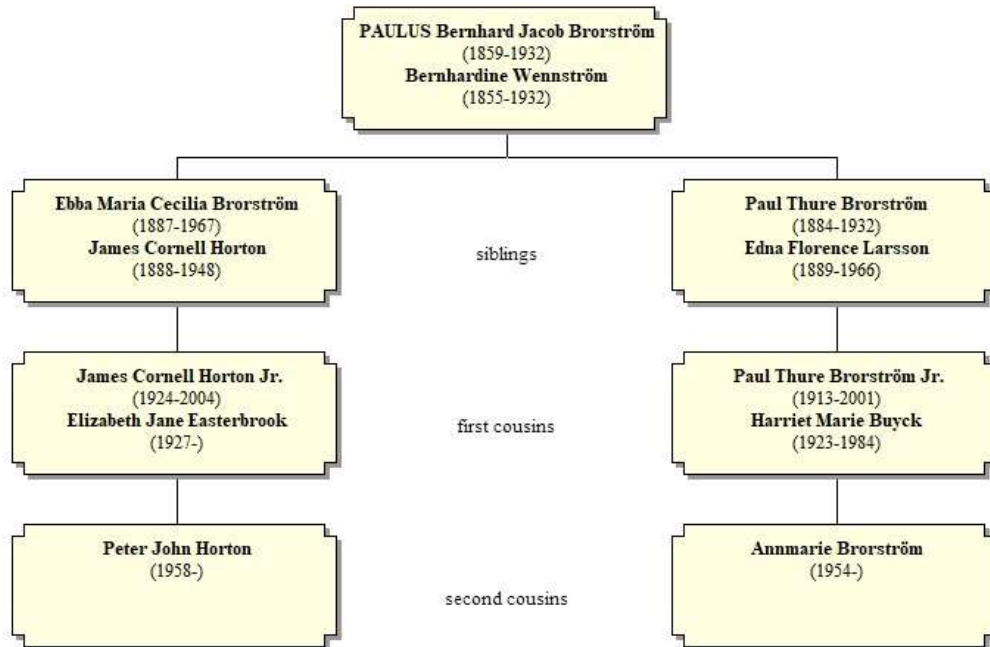 PAULUS Bernhard Jacob Brorström
(1859-1932)
Bernhardine Wennström
(1855-1932)
Ebba Maria Cecilia Brorström
(1887-1967)
James Cornell Horton
(1888-1948)
siblings
Paul Thure Brorström
(1884-1932)
Edna Florence Larsson
(1889-1966)
James Cornell Horton Jr.
(1924-2004)
Elizabeth Jane Easterbrook
(1927-)
first cousins
Paul Thure Brorström Jr.
(1913-2001)
Harriet Marie Buyck
(1923-1984)
Peter John Horton
(1958-)
second cousins
Annmarie Brorström
(1954-)